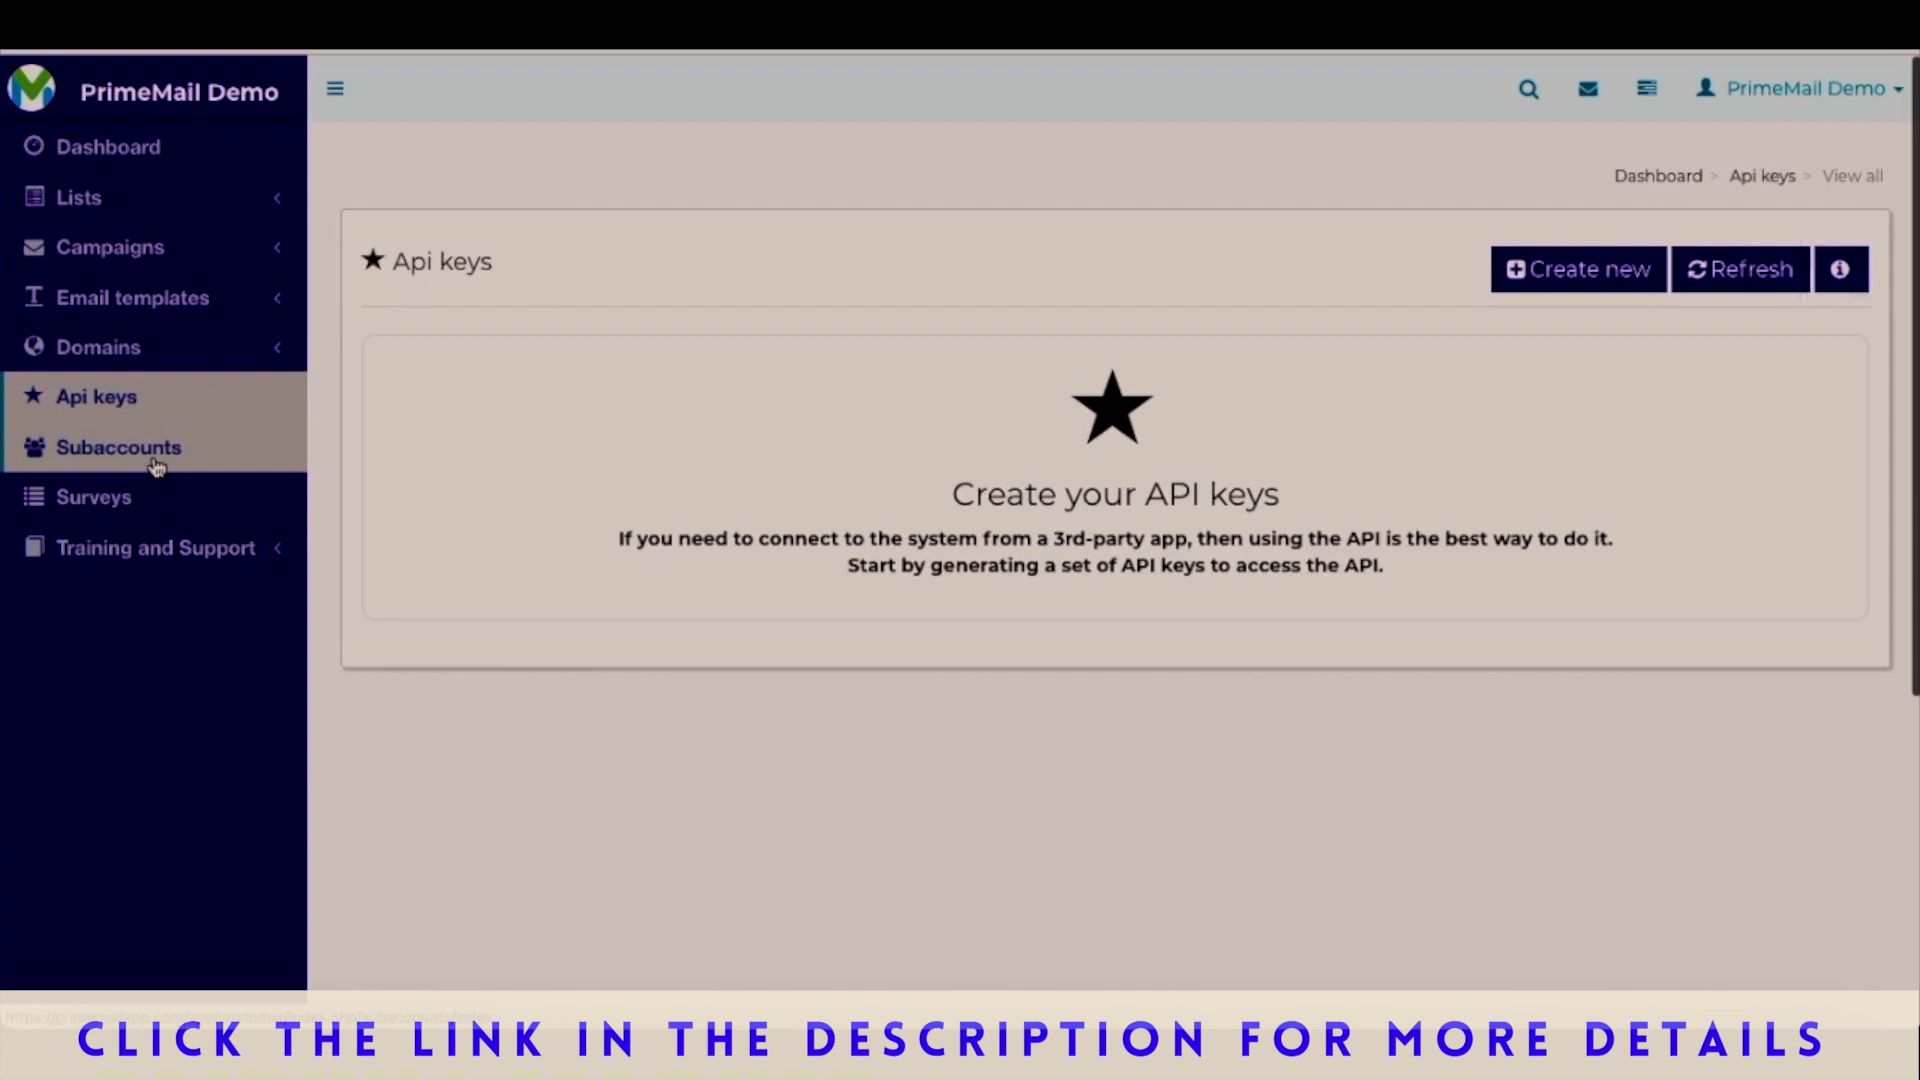 PrimeMail Demo
PrimeMail Demo
Dashboard
Lists
Campaigns
Email templates
Domains
Api keys
Subaccounts
Surveys
Training and Support
Dashboard > Api keys > View all
Api keys
Create new
Refresh
Create your API keys
If you need to connect to the system from a 3rd-party app, then using the API is the best way to do it.
Start by generating a set of API keys to access the API.
CLICK THE LINK IN THE DESCRIPTION FOR MORE DETAILS